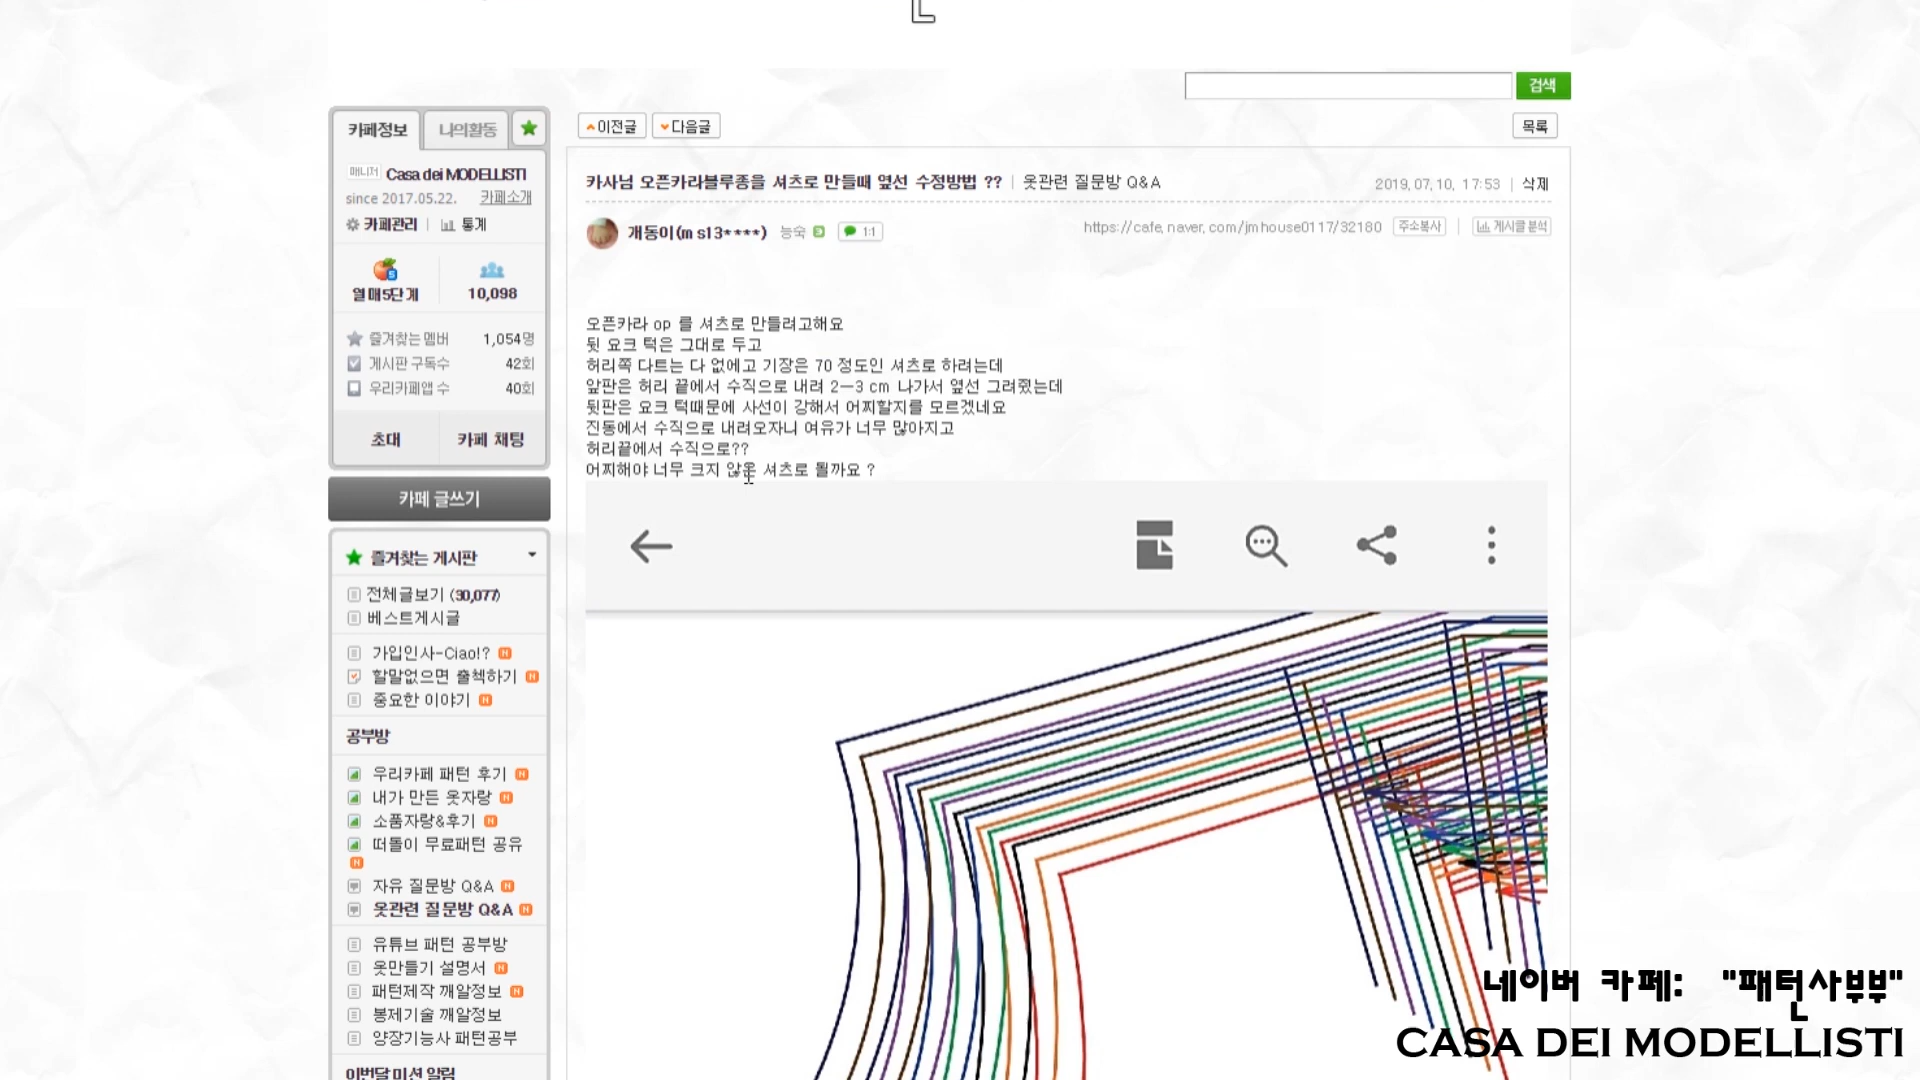 검색
카페정보 나의활동
이전글 다음글
목록
매니저 Casa dei MODELLISTI
since 2017.05.22. 카페소개
카페관리 통계
열매5단계 10,098
즐겨찾는 멤버 1,054명
게시판 구독수 42회
우리카페앱 수 40회
초대 카페 채팅
카페 글쓰기
즐겨찾는 게시판
전체글보기 (30,077)
베스트게시글
가입인사-Ciao!?
할말없으면 출첵하기
중요한 이야기
공부방
우리카페 패턴 후기
내가 만든 옷자랑
소품자랑&후기
떠돌이 무료패턴 공유
자유 질문방 Q&A
옷관련 질문방 Q&A
유튜브 패턴 공부방
옷만들기 설명서
패턴제작 깨알정보
봉제기술 깨알정보
양장기능사 패턴공부
이번달 미션 알림
카사님 오픈카라블루종을 셔츠로 만들때 옆선 수정방법 ?? | 옷관련 질문방 Q&A
2019.07.10. 17:53 | 삭제
개동이(ms13****) 능숙 1:1
https://cafe.naver.com/jmhouse0117/32180 주소복사 | 게시글 분석
오픈카라 op 를 셔츠로 만들려고해요
뒷 요크 턱은 그대로 두고
허리쪽 다트는 다 없에고 기장은 70 정도인 셔츠로 하려는데
앞판은 허리 끝에서 수직으로 내려 2ㅡ3 cm 나가서 옆선 그려줬는데
뒷판은 요크 턱때문에 사선이 강해서 어찌할지를 모르겠네요
진동에서 수직으로 내려오자니 여유가 너무 많아지고
허리끝에서 수직으로??
어찌해야 너무 크지 않은 셔츠로 될까요 ?
네이버 카페: "패턴사부부"
CASA DEI MODELLISTI